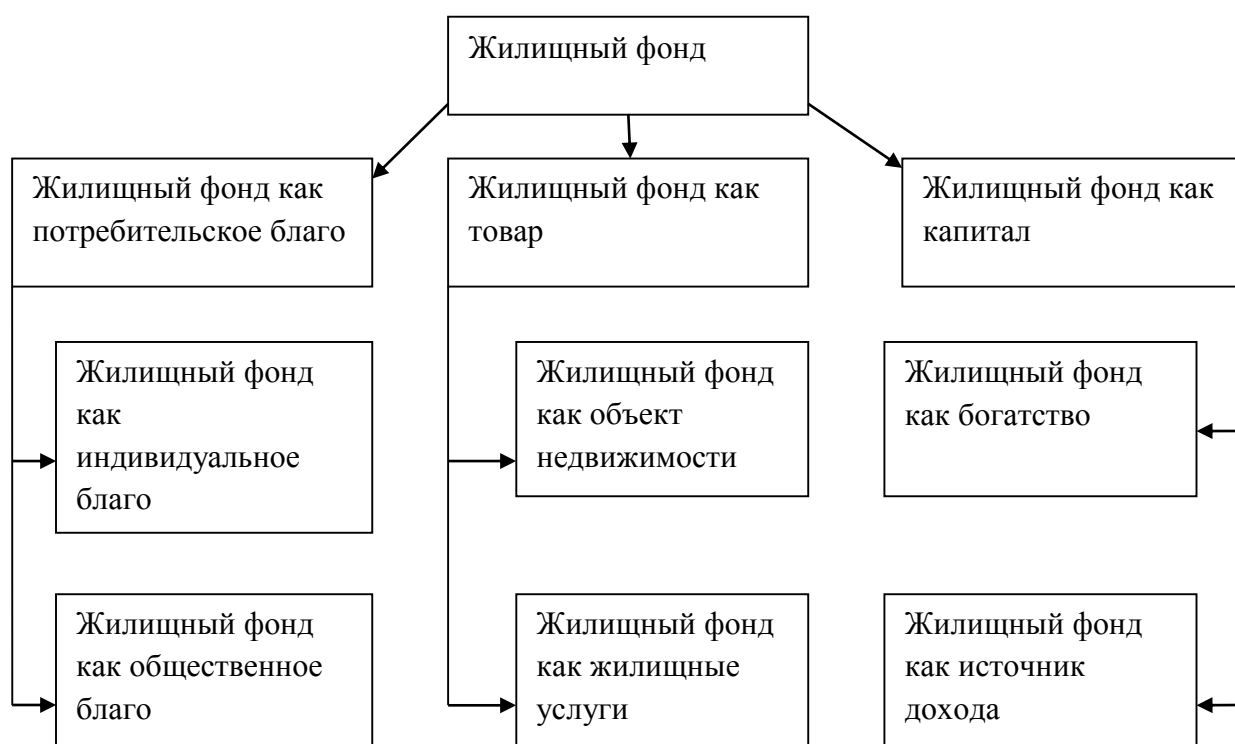 Жилищный фонд
Жилищный фонд как
потребительское благо
Жилищный фонд как
товар
Жилищный фонд как
капитал
Жилищный фонд
как
индивидуальное
благо
Жилищный фонд
как объект
недвижимости
Жилищный фонд
как богатство
Жилищный фонд
как общественное
благо
Жилищный фонд
как жилищные
услуги
Жилищный фонд
как источник
дохода